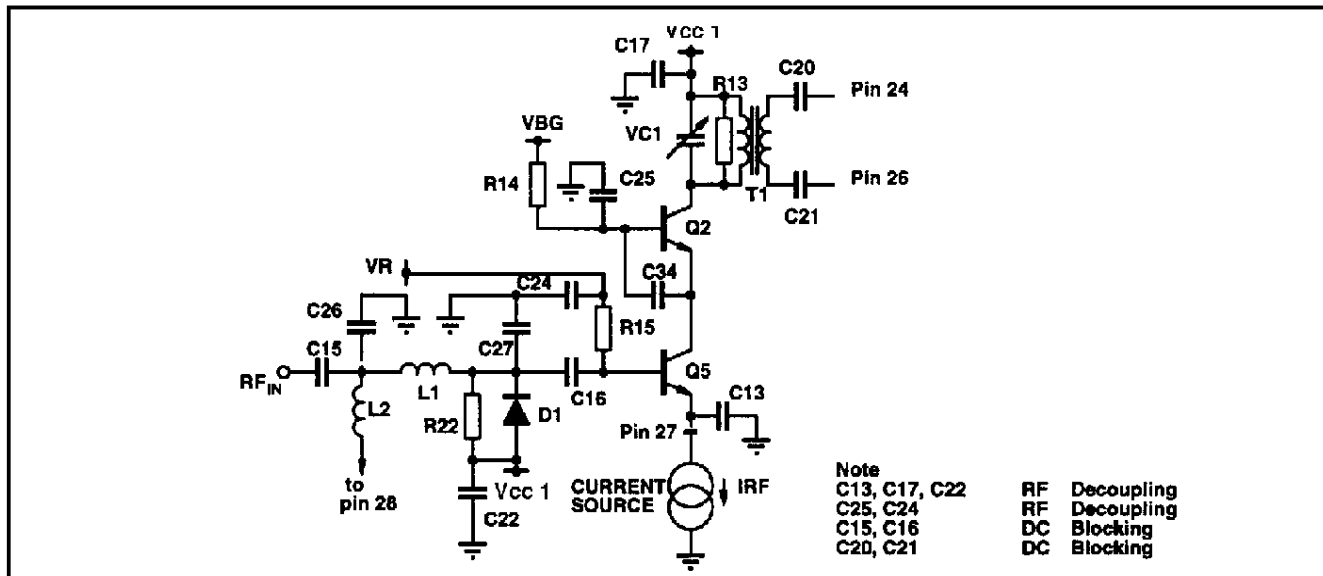 VCC 1
C17
R13
C20
Pin 24
VBG
VC1
R14
C25
Pin 26
T1
C21
Q2
VR
C24
C34
C26
R15
C15
C27
Q5
RFIN
L1
C16
C13
L2
R22
D1
Pin 27
to
pin 28
Vcc 1
C22
CURRENT
SOURCE
IRF
Note
C13, C17, C22 RF Decoupling
C25, C24 RF Decoupling
C15, C16 DC Blocking
C20, C21 DC Blocking